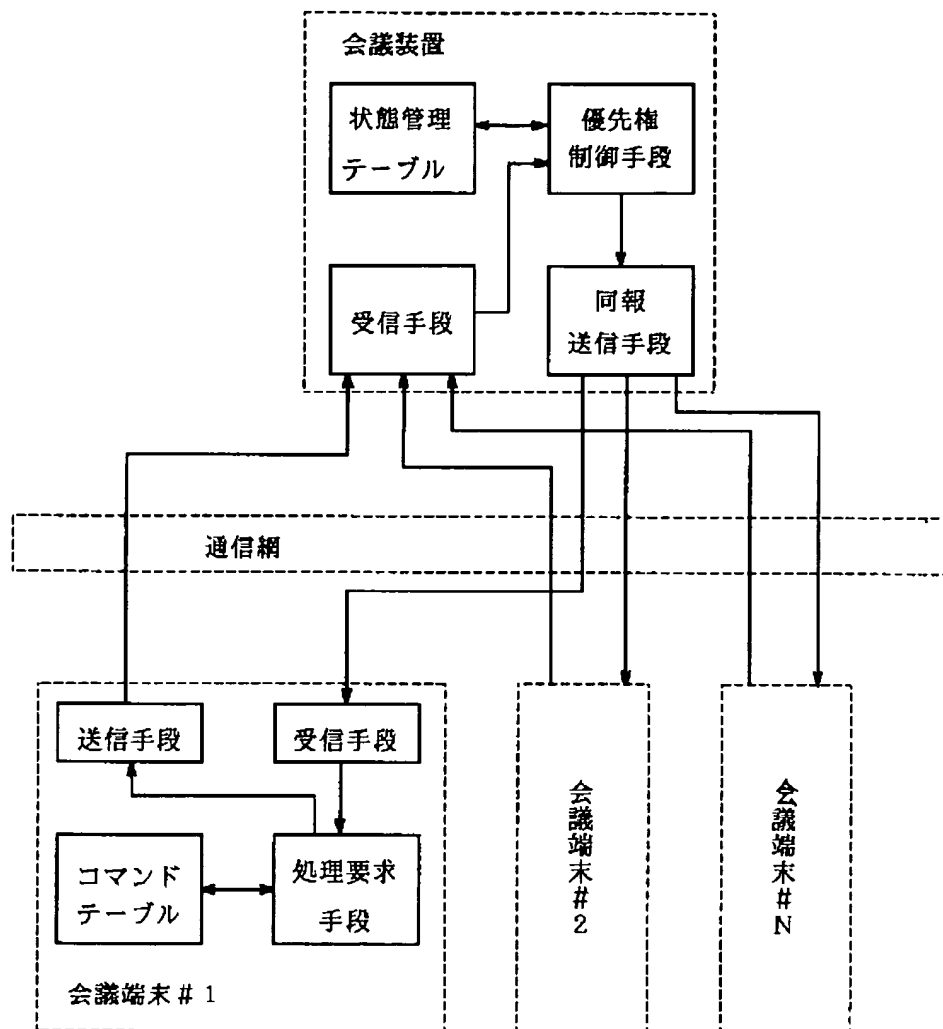 会議装置
状態管理
テーブル
優先権
制御手段
受信手段
同報
送信手段
通信網
送信手段
受信手段
コマンド
テーブル
処理要求
手段
会議端末#1
会議端末#2
会議端末#N